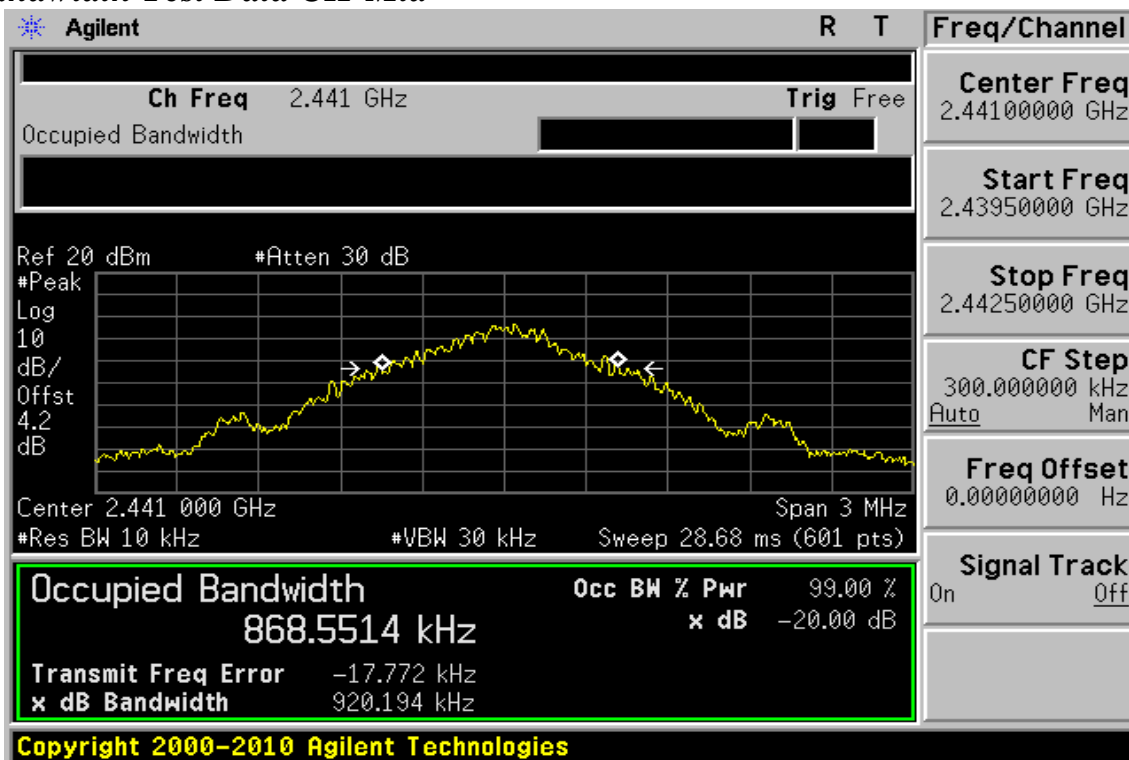 Bandwidth Test Data CH-Mid
Agilent R T
Ch Freq 2.441 GHz Trig Free
Occupied Bandwidth
Ref 20 dBm #Atten 30 dB
#Peak
Log
10
dB/
Offst
4.2
dB
Center 2.441 000 GHz Span 3 MHz
#Res BW 10 kHz #VBW 30 kHz Sweep 28.68 ms (601 pts)
Occupied Bandwidth Occ BW % Pwr 99.00 %
868.5514 kHz x dB -20.00 dB
Transmit Freq Error -17.772 kHz
x dB Bandwidth 920.194 kHz
Copyright 2000-2010 Agilent Technologies
Freq/Channel
Center Freq
2.44100000 GHz
Start Freq
2.43950000 GHz
Stop Freq
2.44250000 GHz
CF Step
300.000000 kHz
Auto Man
Freq Offset
0.00000000 Hz
Signal Track
On Off